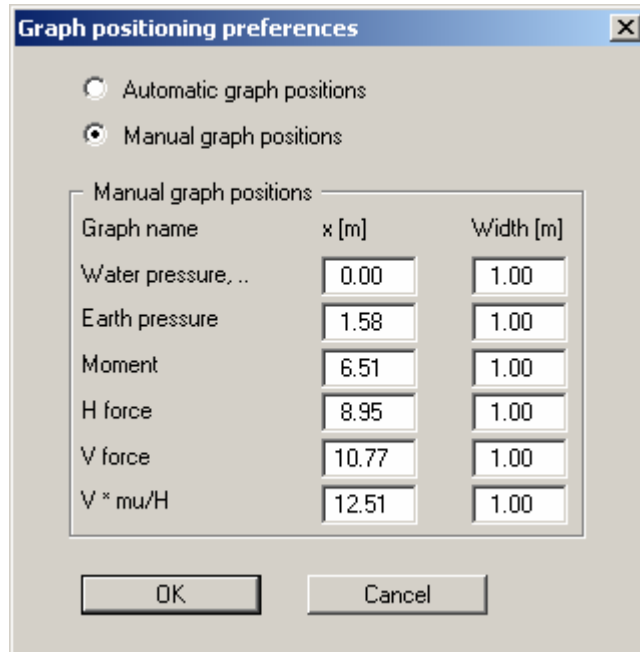 Graph positioning preferences
Automatic graph positions
Manual graph positions
Manual graph positions
Graph name x [m] Width [m]
Water pressure, .. 0.00 1.00
Earth pressure 1.58 1.00
Moment 6.51 1.00
H force 8.95 1.00
V force 10.77 1.00
V * mu/H 12.51 1.00
OK Cancel